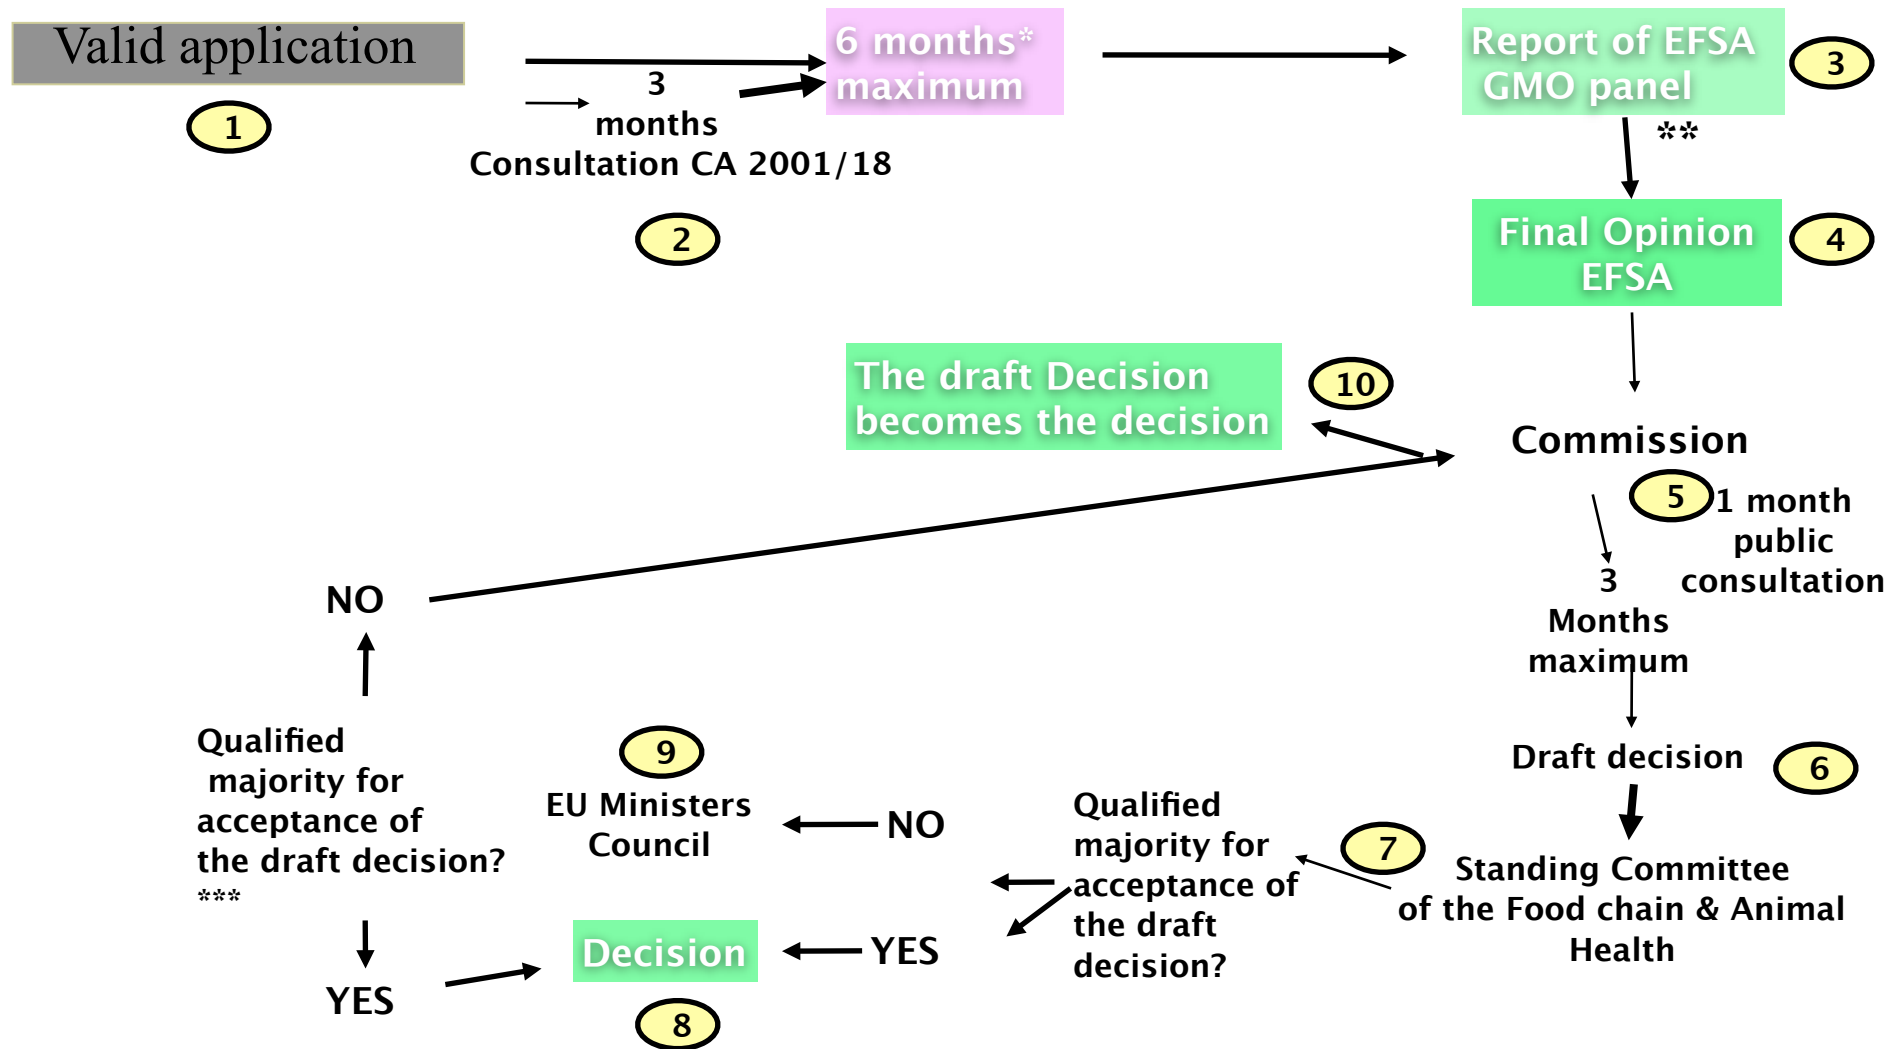 Valid application
1
3
months
Consultation CA 2001/18
2
6 months*
maximum
Report of EFSA
GMO panel
3
**
Final Opinion
EFSA
4
The draft Decision
becomes the decision
10
Commission
5
1 month
public
consultation
3
Months
maximum
Draft decision
6
Standing Committee
of the Food chain & Animal
Health
7
Qualified
majority for
acceptance of
the draft
decision?
NO
YES
9
EU Ministers
Council
Decision
8
Qualified
majority for
acceptance of
the draft decision?
***
NO
YES